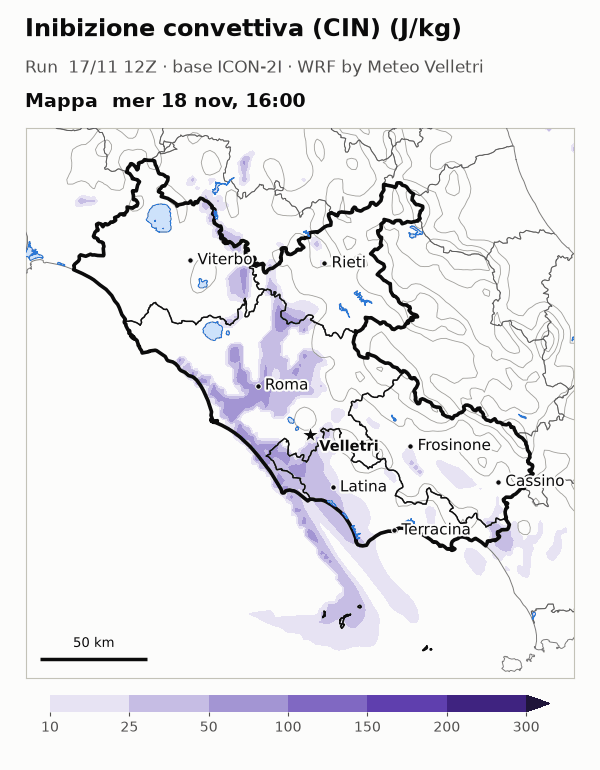 Inibizione convettiva (CIN) (J/kg)
Run  17/11 12Z · base ICON-2I · WRF by Meteo Velletri
Mappa  mer 18 nov, 16:00
Viterbo
Rieti
Roma
Velletri
Frosinone
Cassino
Latina
Terracina
50 km
10 25 50 100 150 200 300